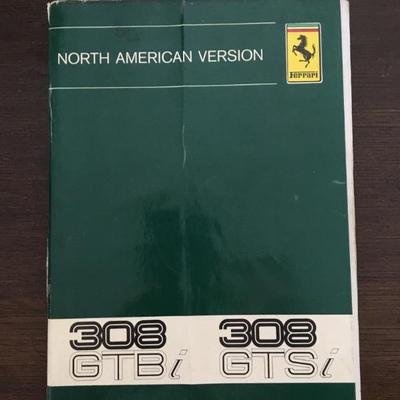 NORTH AMERICAN VERSION
Ferrari
308 308
GTBi GTSi